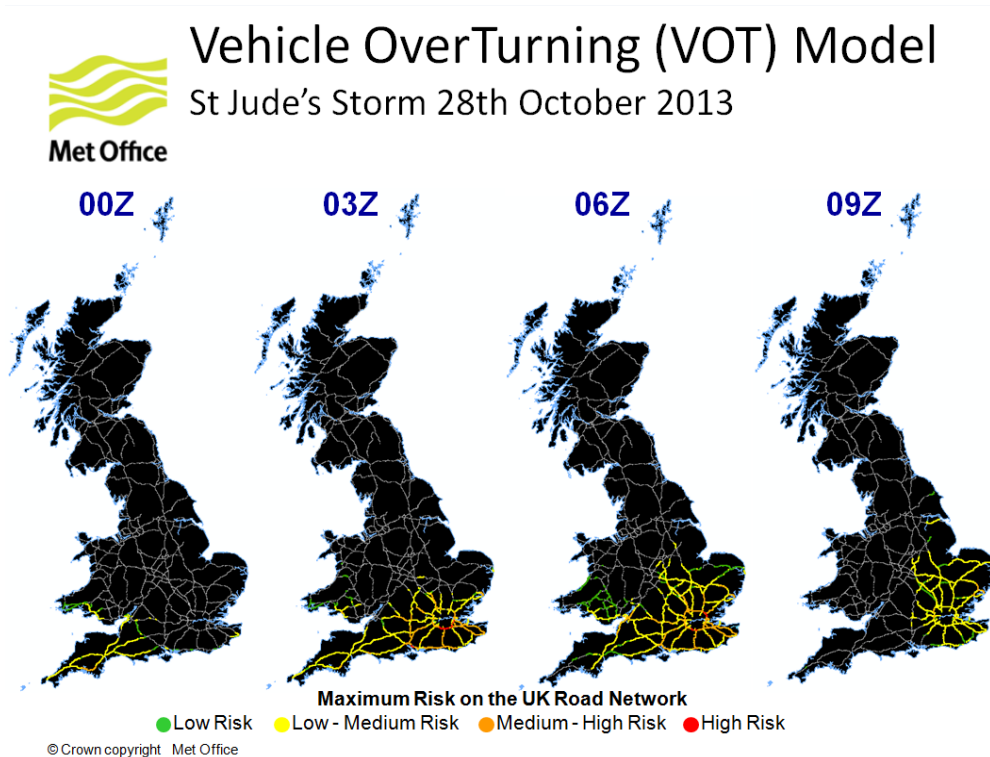 Vehicle OverTurning (VOT) Model
St Jude's Storm 28th October 2013
Met Office
00Z 03Z 06Z 09Z
Maximum Risk on the UK Road Network
Low Risk Low - Medium Risk Medium - High Risk High Risk
© Crown copyright Met Office